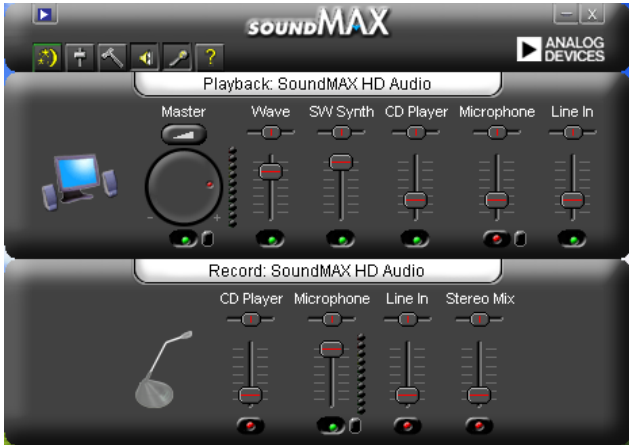 SOUNDMAX
ANALOG
DEVICES
Playback: SoundMAX HD Audio
Master Wave SW Synth CD Player Microphone Line In
- +
Record: SoundMAX HD Audio
CD Player Microphone Line In Stereo Mix